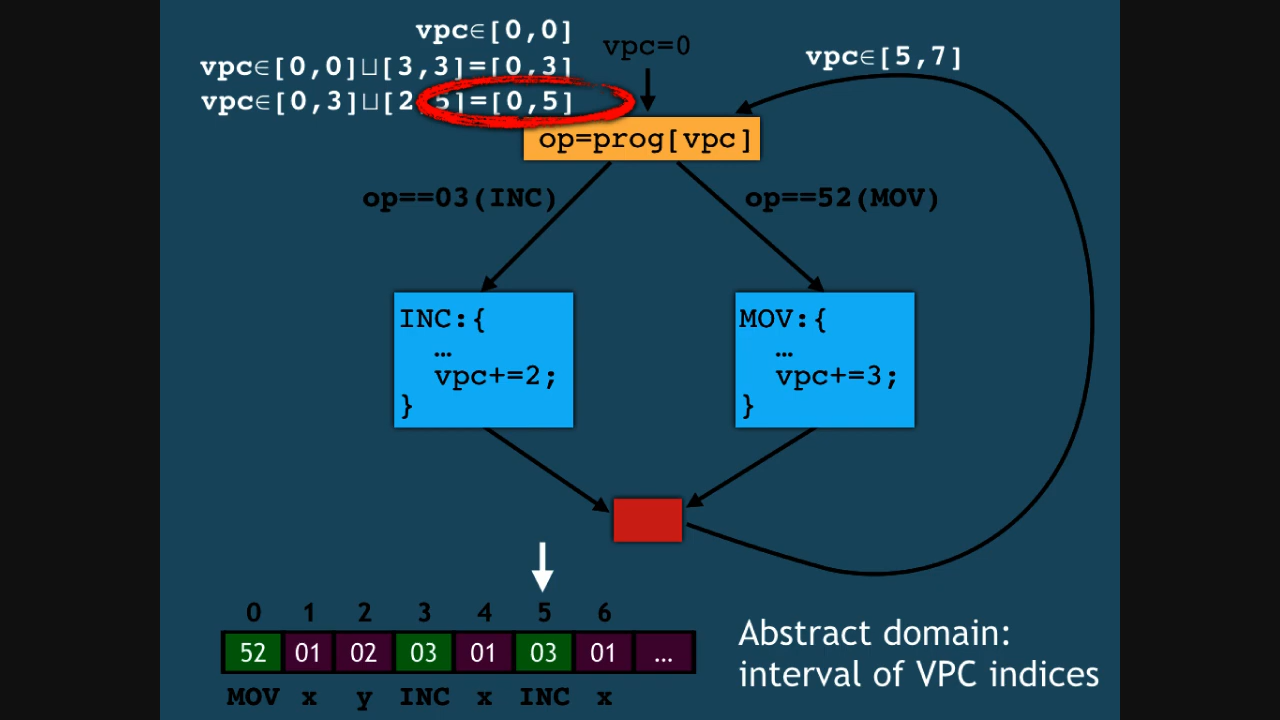 vpc∈[0,0]
vpc=0
vpc∈[5,7]
vpc∈[0,0]⊔[3,3]=[0,3]
vpc∈[0,3]⊔[2,5]=[0,5]
op=prog[vpc]
op==03(INC)
op==52(MOV)
INC:{
…
vpc+=2;
}
MOV:{
…
vpc+=3;
}
0 1 2 3 4 5 6
52 01 02 03 01 03 01 …
MOV x y INC x INC x
Abstract domain:
interval of VPC indices